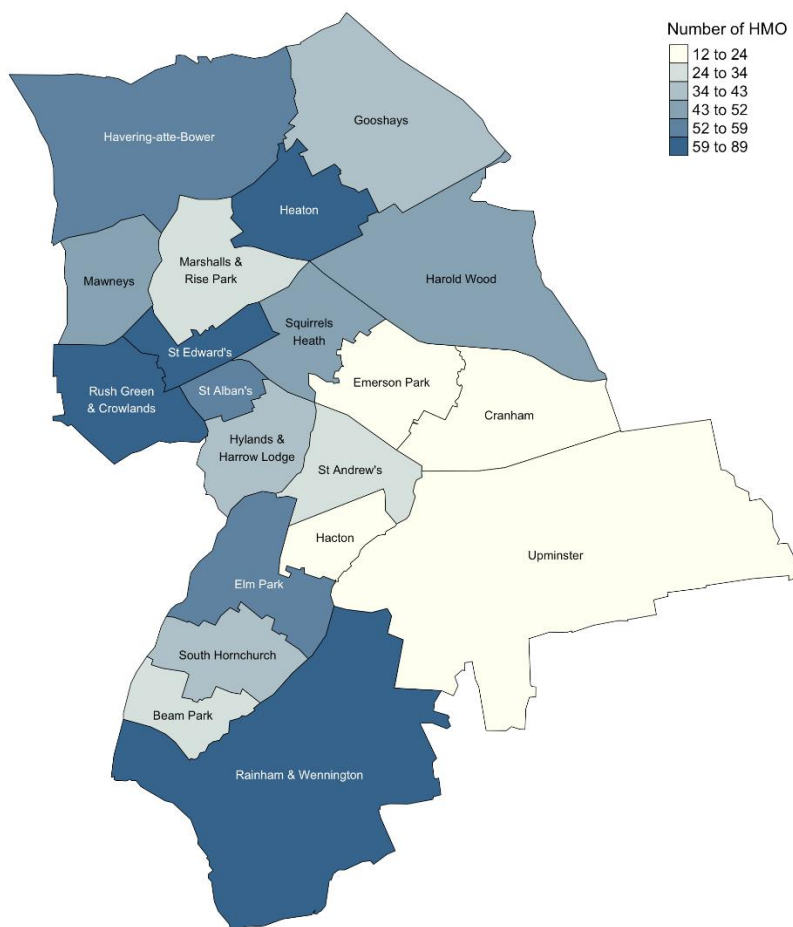 Number of HMO
12 to 24
24 to 34
34 to 43
43 to 52
52 to 59
59 to 89
Gooshays
Havering-atte-Bower
Heaton
Marshalls &
Rise Park
Mawneys
Harold Wood
Squirrels
Heath
St Edward's
Emerson Park
Rush Green
& Crowlands
St Alban's
Cranham
Hylands &
Harrow Lodge
St Andrew's
Hacton
Upminster
Elm Park
South Hornchurch
Beam Park
Rainham & Wennington